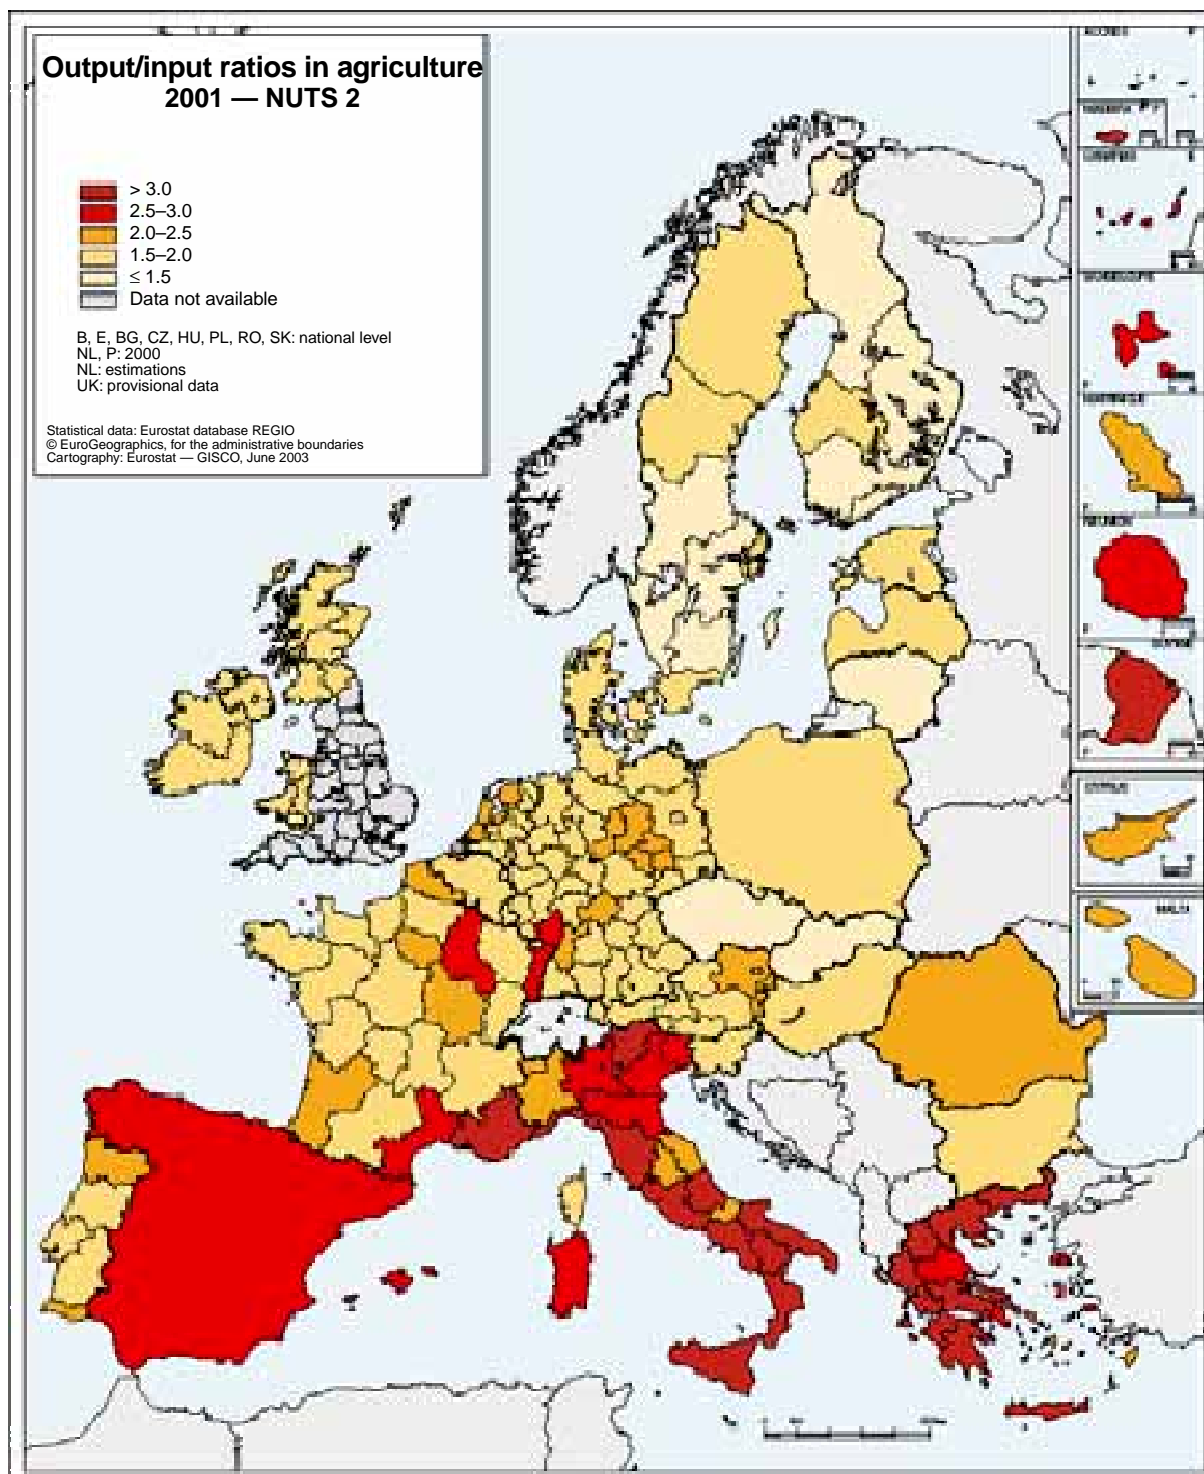 Output/input ratios in agriculture
2001 — NUTS 2
> 3.0
2.5–3.0
2.0–2.5
1.5–2.0
≤ 1.5
Data not available
B, E, BG, CZ, HU, PL, RO, SK: national level
NL, P: 2000
NL: estimations
UK: provisional data
Statistical data: Eurostat database REGIO
© EuroGeographics, for the administrative boundaries
Cartography: Eurostat — GISCO, June 2003
CYPRUS
MALTA